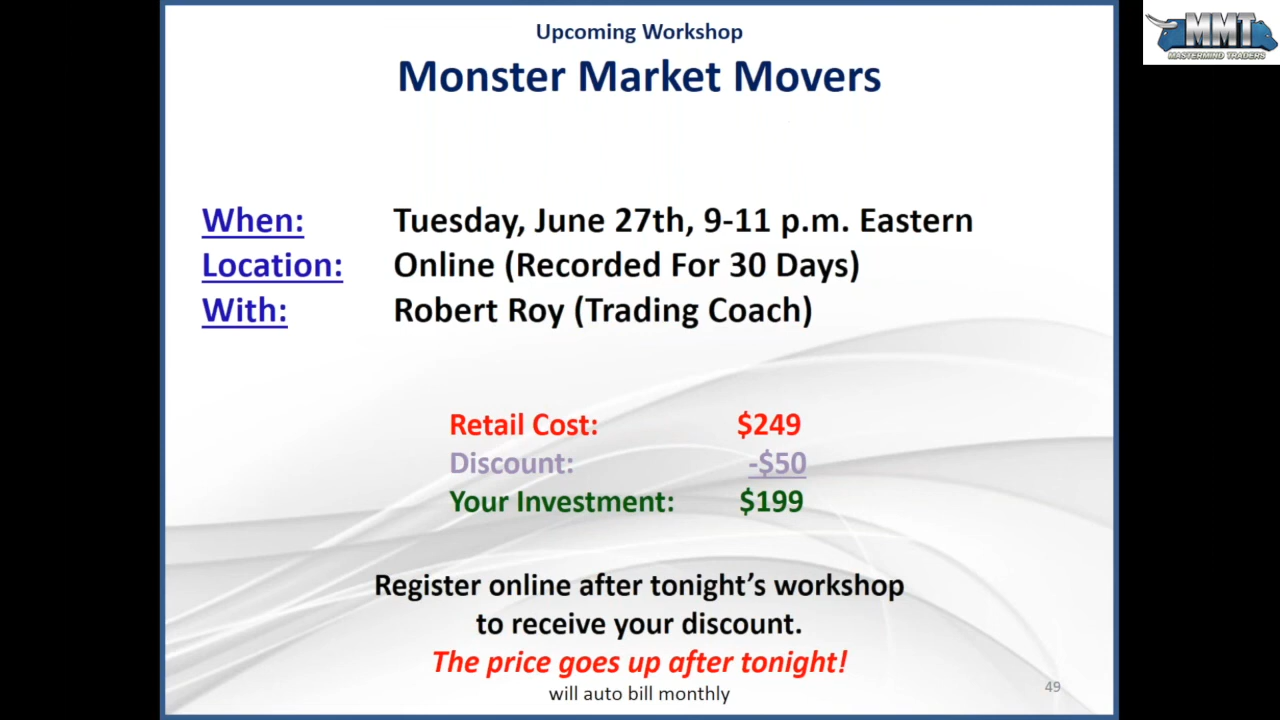 Upcoming Workshop
Monster Market Movers
MMT
MASTERMIND TRADERS
When: Tuesday, June 27th, 9-11 p.m. Eastern
Location: Online (Recorded For 30 Days)
With: Robert Roy (Trading Coach)
Retail Cost: $249
Discount: -$50
Your Investment: $199
Register online after tonight's workshop
to receive your discount.
The price goes up after tonight!
will auto bill monthly
49